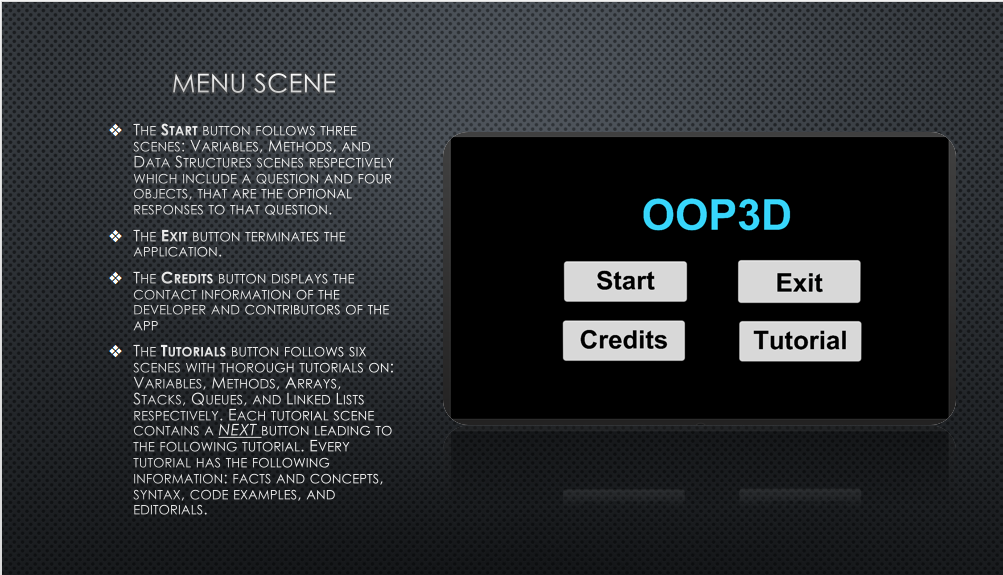 MENU SCENE
THE START BUTTON FOLLOWS THREE
SCENES: VARIABLES, METHODS, AND
DATA STRUCTURES SCENES RESPECTIVELY
WHICH INCLUDE A QUESTION AND FOUR
OBJECTS, THAT ARE THE OPTIONAL
RESPONSES TO THAT QUESTION.
THE EXIT BUTTON TERMINATES THE
APPLICATION.
THE CREDITS BUTTON DISPLAYS THE
CONTACT INFORMATION OF THE
DEVELOPER AND CONTRIBUTORS OF THE
APP
THE TUTORIALS BUTTON FOLLOWS SIX
SCENES WITH THOROUGH TUTORIALS ON:
VARIABLES, METHODS, ARRAYS,
STACKS, QUEUES, AND LINKED LISTS
RESPECTIVELY. EACH TUTORIAL SCENE
CONTAINS A NEXT BUTTON LEADING TO
THE FOLLOWING TUTORIAL. EVERY
TUTORIAL HAS THE FOLLOWING
INFORMATION: FACTS AND CONCEPTS,
SYNTAX, CODE EXAMPLES, AND
EDITORIALS.
OOP3D
Start Exit
Credits Tutorial